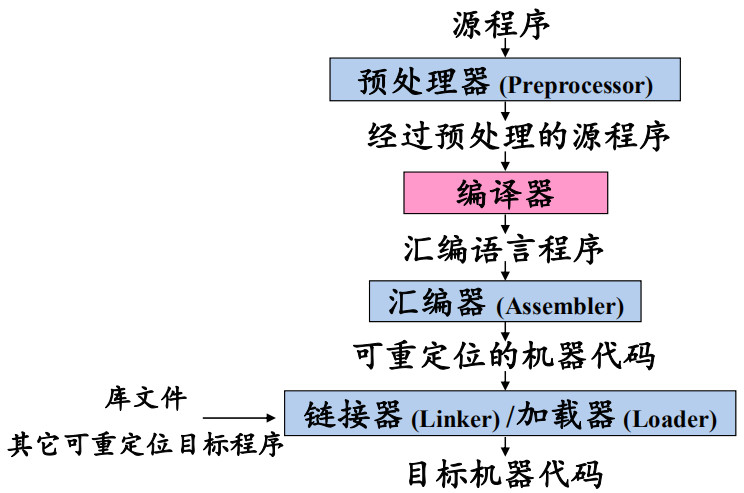 源程序
预处理器 (Preprocessor)
经过预处理的源程序
编译器
汇编语言程序
汇编器 (Assembler)
可重定位的机器代码
库文件
其它可重定位目标程序
链接器 (Linker) /加载器 (Loader)
目标机器代码